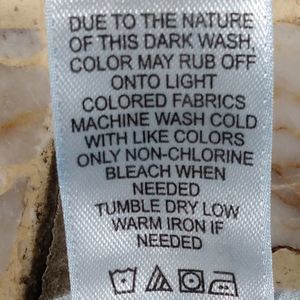 DUE TO THE NATURE
OF THIS DARK WASH,
COLOR MAY RUB OFF
ONTO LIGHT
COLORED FABRICS
MACHINE WASH COLD
WITH LIKE COLORS
ONLY NON-CHLORINE
BLEACH WHEN
NEEDED
TUMBLE DRY LOW
WARM IRON IF
NEEDED